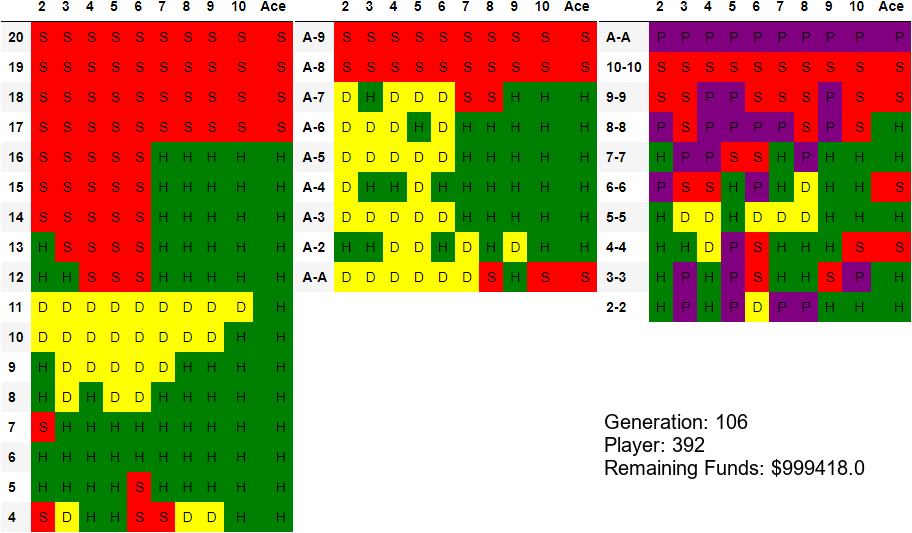 2 3 4 5 6 7 8 9 10 Ace
20 S S S S S S S S S S
19 S S S S S S S S S S
18 S S S S S S S S S S
17 S S S S S S S S S S
16 S S S S S H H H H H
15 S S S S S H H H H H
14 S S S S S H H H H H
13 H S S S S H H H H H
12 H H S S S H H H H H
11 D D D D D D D D D H
10 D D D D D D D D H H
9 H D D D D D H H H H
8 H D H D D H H H H H
7 S H H H H H H H H H
6 H H H H H H H H H H
5 H H H H S H H H H H
4 S D H H S S D D H H
2 3 4 5 6 7 8 9 10 Ace
A-9 S S S S S S S S S S
A-8 S S S S S S S S S S
A-7 D H D D D S S H H H
A-6 D D D H D H H H H H
A-5 D D D D D H H H H H
A-4 D H H D H H H H H H
A-3 D D D D D H H H H H
A-2 H H D D H D H D H H
A-A D D D D D D S H S S
2 3 4 5 6 7 8 9 10 Ace
A-A P P P P P P P P P P
10-10 S S S S S S S S S S
9-9 S S P P S S S P S S
8-8 P S P P P P S P S H
7-7 H P P S S H P H H H
6-6 P S S H P H D H H S
5-5 H D D H D D D H H H
4-4 H H D P S H H H S S
3-3 H P H P S H H S P H
2-2 H P H P D P P H H H
Generation: 106
Player: 392
Remaining Funds: $999418.0